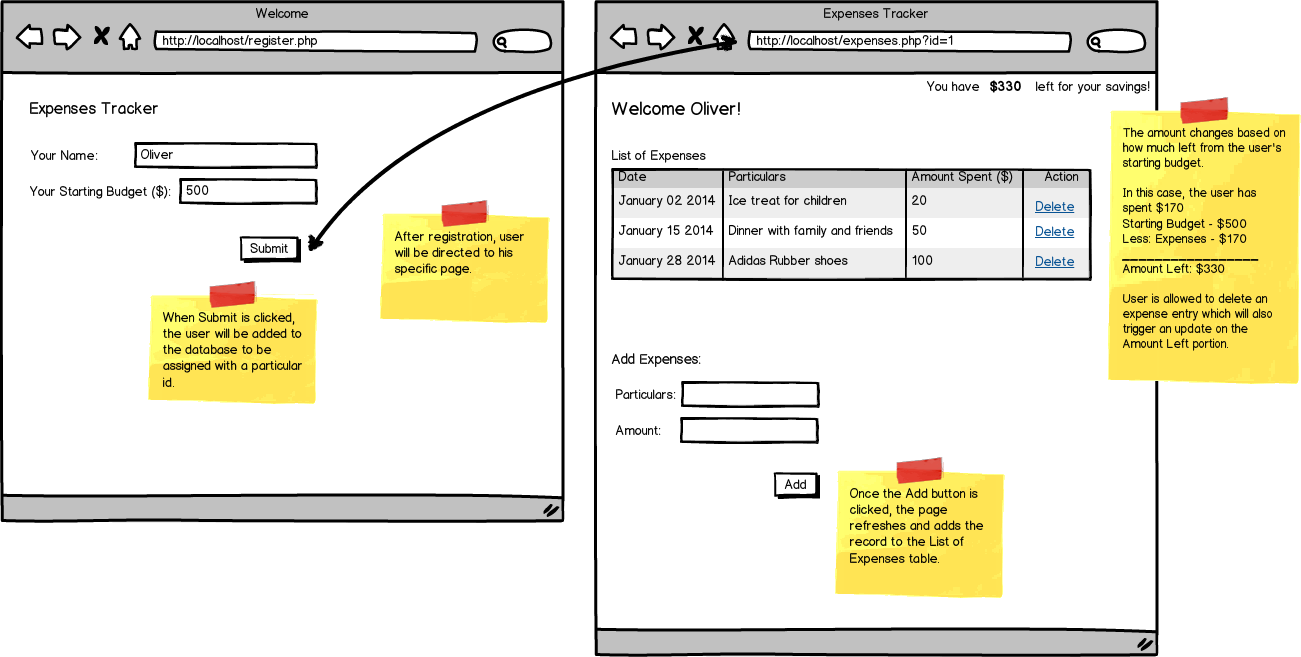 Welcome
http://localhost/register.php
Expenses Tracker
Your Name:
Oliver
Your Starting Budget ($):
500
Submit
When Submit is clicked,
the user will be added to
the database to be
assigned with a particular
id.
After registration, user
will be directed to his
specific page.
Expenses Tracker
http://localhost/expenses.php?id=1
You have $330 left for your savings!
Welcome Oliver!
List of Expenses
Date Particulars Amount Spent ($) Action
January 02 2014 Ice treat for children 20 Delete
January 15 2014 Dinner with family and friends 50 Delete
January 28 2014 Adidas Rubber shoes 100 Delete
Add Expenses:
Particulars:
Amount:
Add
Once the Add button is
clicked, the page
refreshes and adds the
record to the List of
Expenses table.
The amount changes based on
how much left from the user's
starting budget.
In this case, the user has
spent $170
Starting Budget - $500
Less: Expenses - $170
__________________
Amount Left: $330
User is allowed to delete an
expense entry which will also
trigger an update on the
Amount Left portion.